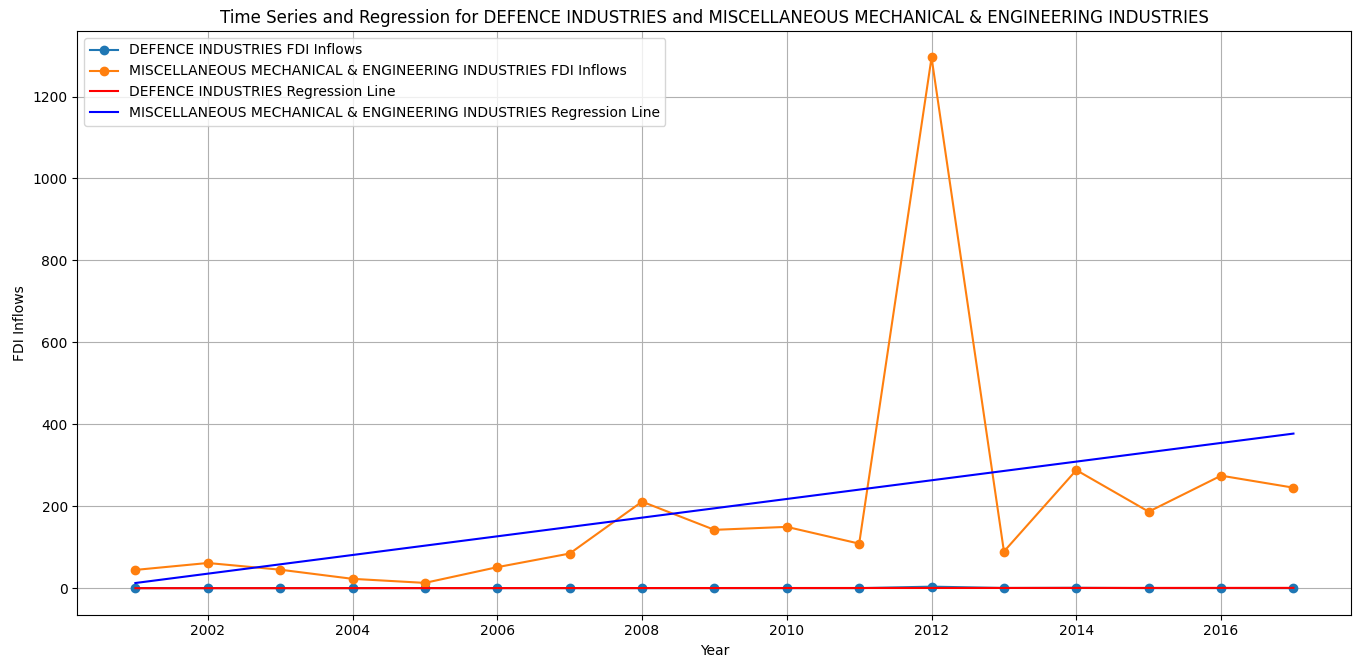 Time Series and Regression for DEFENCE INDUSTRIES and MISCELLANEOUS MECHANICAL & ENGINEERING INDUSTRIES
DEFENCE INDUSTRIES FDI Inflows
MISCELLANEOUS MECHANICAL & ENGINEERING INDUSTRIES FDI Inflows
DEFENCE INDUSTRIES Regression Line
MISCELLANEOUS MECHANICAL & ENGINEERING INDUSTRIES Regression Line
1200
1000
800
600
400
200
0
FDI Inflows
2002 2004 2006 2008 2010 2012 2014 2016
Year